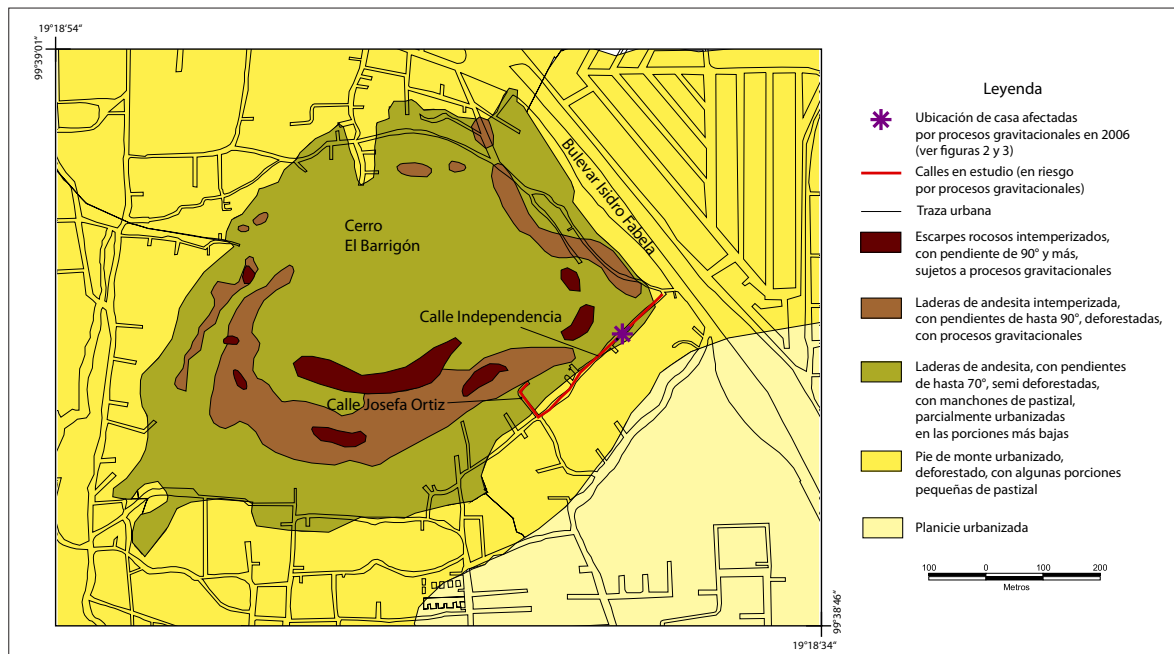 19°18'54"
99°39'01"
Bulevar Isidro Fabela
Cerro
El Barrigón
Calle Independencia
Calle Josefa Ortiz
99°38'46"
19°18'34"
Leyenda
Ubicación de casa afectadas
por procesos gravitacionales en 2006
(ver figuras 2 y 3)
Calles en estudio (en riesgo
por procesos gravitacionales)
Traza urbana
Escarpes rocosos intemperizados,
con pendiente de 90° y más,
sujetos a procesos gravitacionales
Laderas de andesita intemperizada,
con pendientes de hasta 90°, deforestadas,
con procesos gravitacionales
Laderas de andesita, con pendientes
de hasta 70°, semi deforestadas,
con manchones de pastizal,
parcialmente urbanizadas
en las porciones más bajas
Pie de monte urbanizado,
deforestado, con algunas porciones
pequeñas de pastizal
Planicie urbanizada
100 0 100 200
Metros